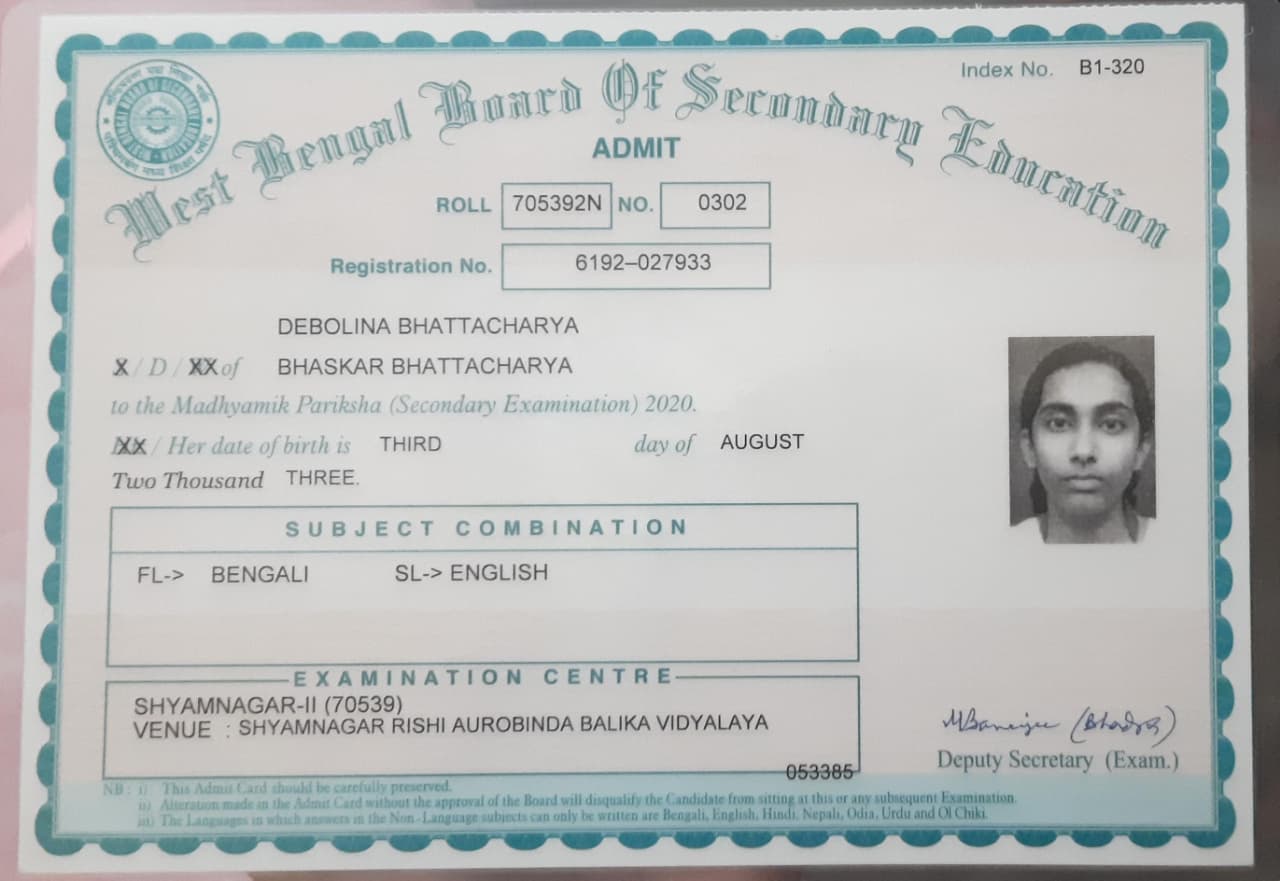 Index No. B1-320
West Bengal Board Of Secondary Education
ADMIT
ROLL 705392N NO. 0302
Registration No. 6192–027933
DEBOLINA BHATTACHARYA
X / D / XX of BHASKAR BHATTACHARYA
to the Madhyamik Pariksha (Secondary Examination) 2020.
XX / Her date of birth is THIRD day of AUGUST
Two Thousand THREE.
SUBJECT COMBINATION
FL-> BENGALI SL-> ENGLISH
EXAMINATION CENTRE
SHYAMNAGAR-II (70539)
VENUE : SHYAMNAGAR RISHI AUROBINDA BALIKA VIDYALAYA
053385
MBanerjee (Bhadra)
Deputy Secretary (Exam.)
NB : i) This Admit Card should be carefully preserved.
ii) Alteration made in the Admit Card without the approval of the Board will disqualify the Candidate from sitting at this or any subsequent Examination.
iii) The Languages in which answers in the Non-Language subjects can only be written are Bengali, English, Hindi, Nepali, Odia, Urdu and Ol Chiki.